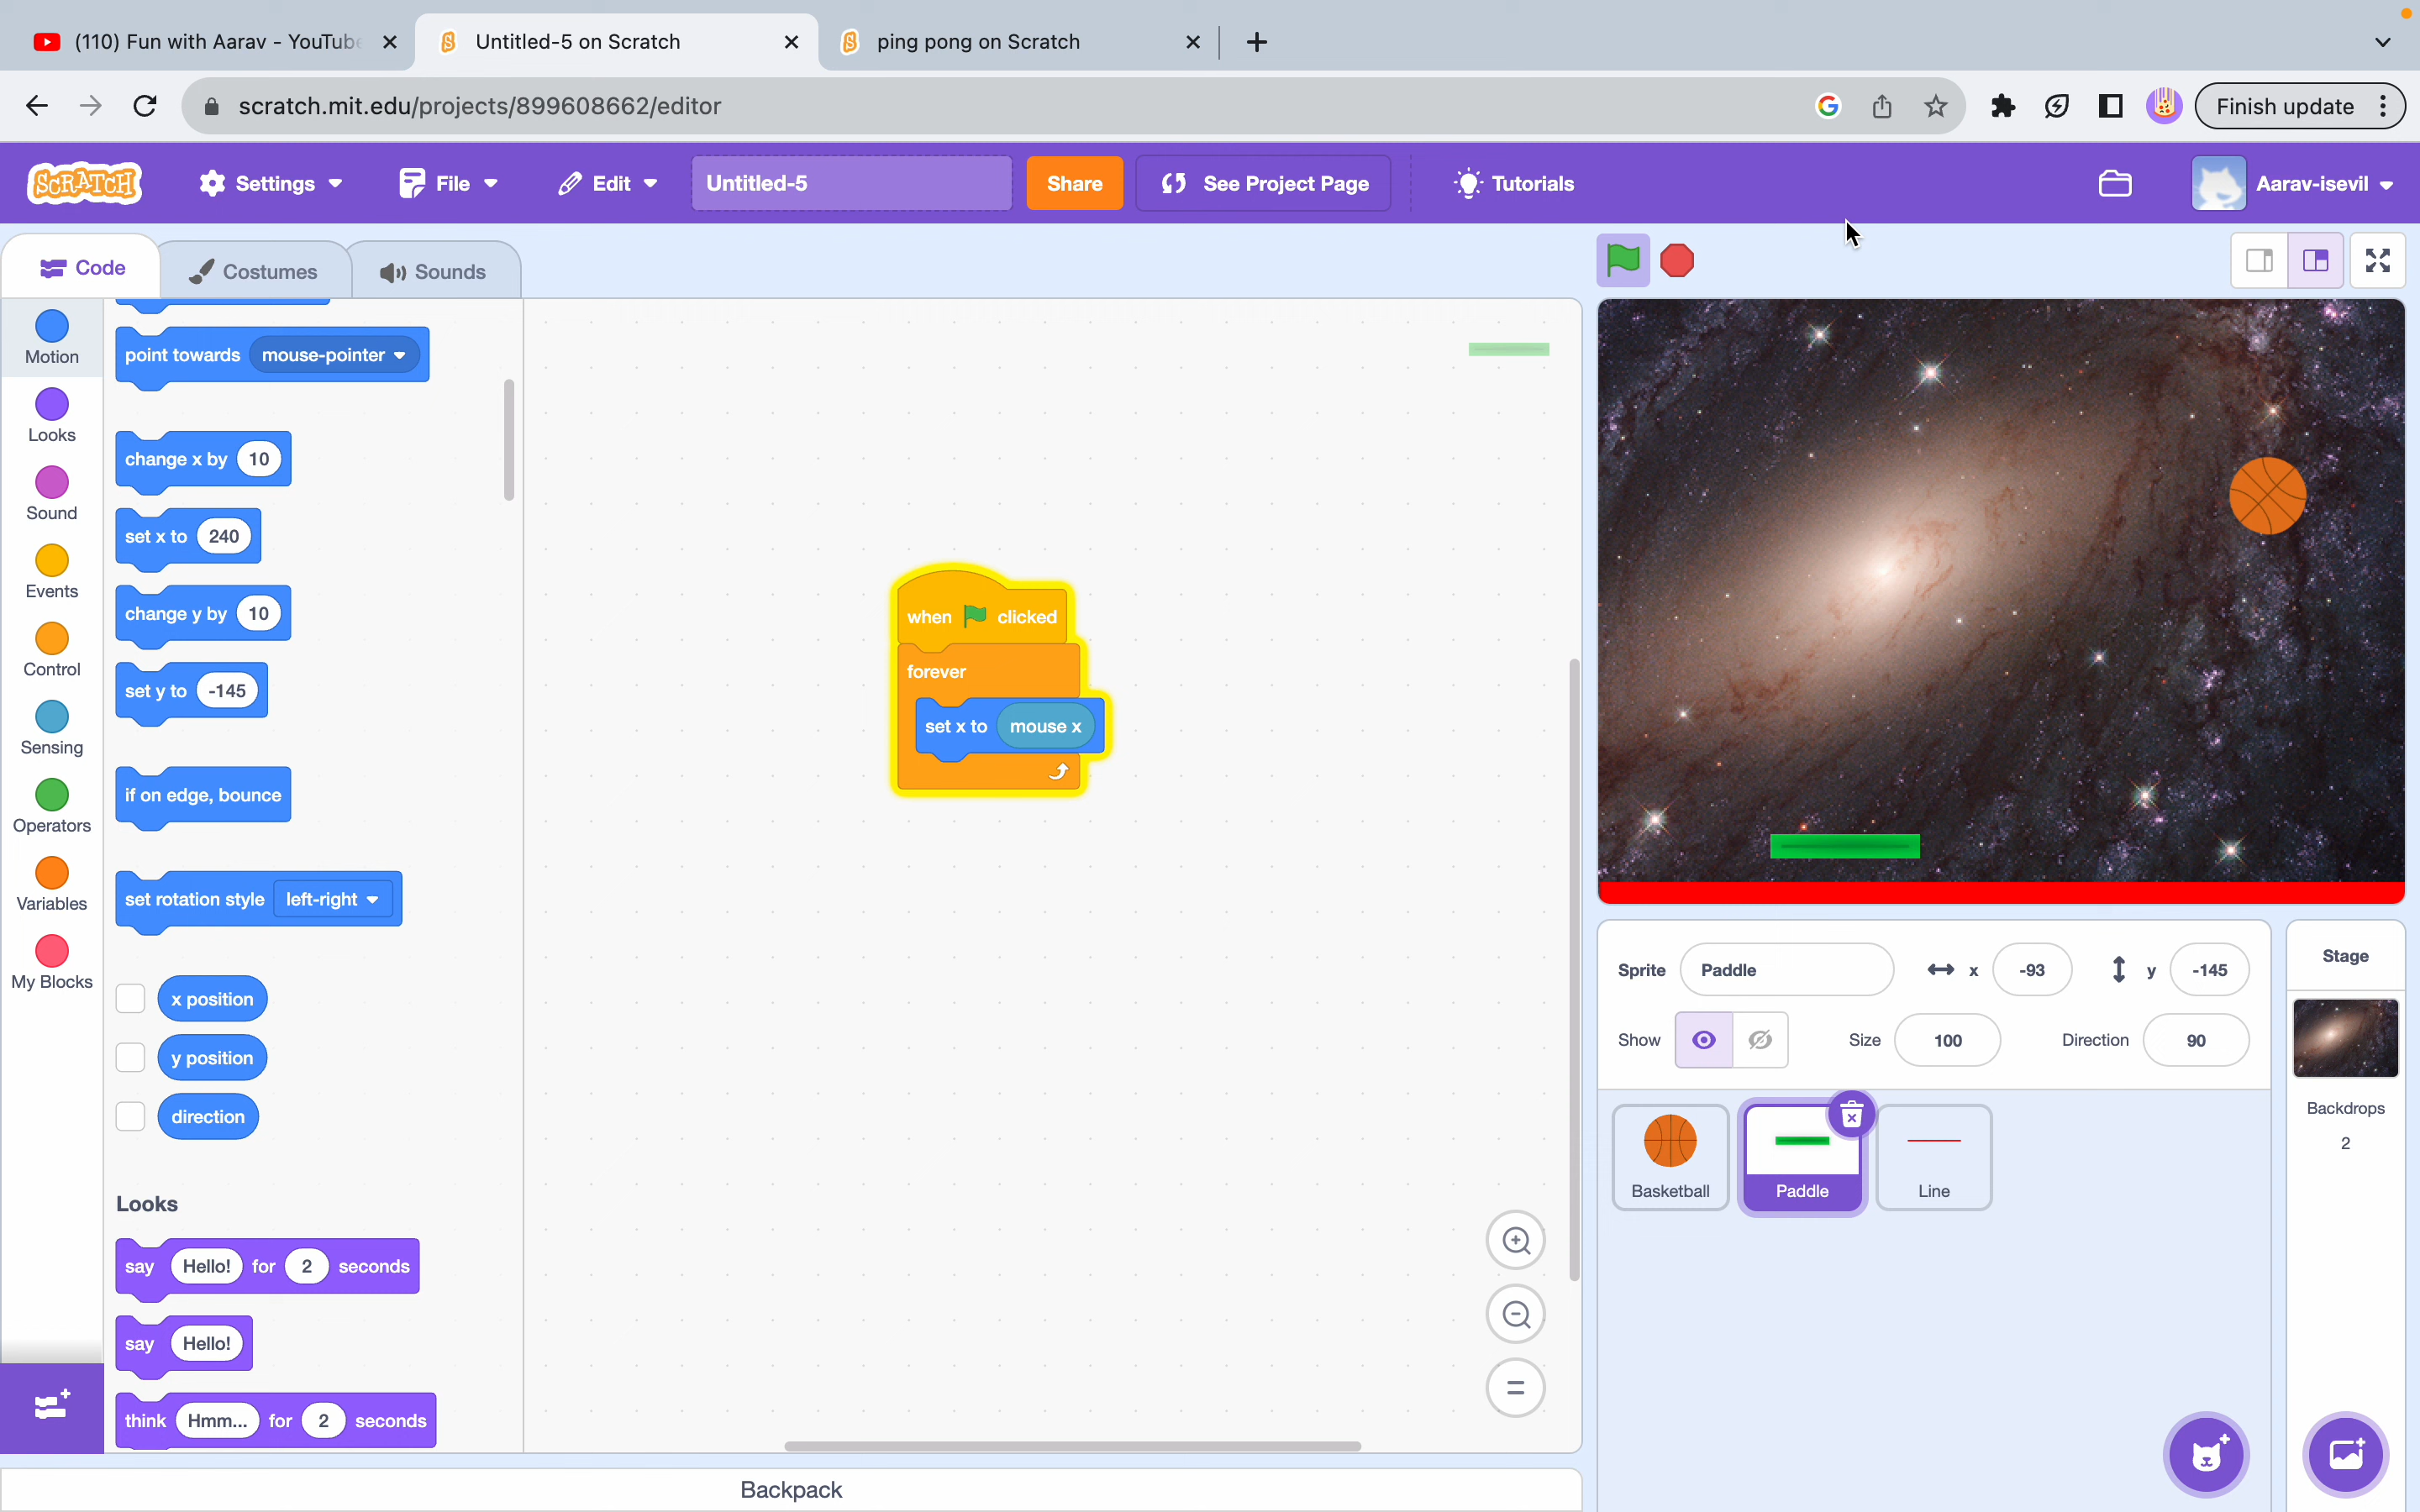 (110) Fun with Aarav - YouTube
Untitled-5 on Scratch
ping pong on Scratch
scratch.mit.edu/projects/899608662/editor
Finish update
SCRATCH
Settings
File
Edit
Untitled-5
Share
See Project Page
Tutorials
Aarav-isevil
Code
Costumes
Sounds
Motion
Looks
Sound
Events
Control
Sensing
Operators
Variables
My Blocks
point towards mouse-pointer
change x by 10
set x to 240
change y by 10
set y to -145
if on edge, bounce
set rotation style left-right
x position
y position
direction
Looks
say Hello! for 2 seconds
say Hello!
think Hmm... for 2 seconds
when clicked
forever
set x to mouse x
Backpack
Sprite Paddle x -93 y -145
Show Size 100 Direction 90
Basketball
Paddle
Line
Stage
Backdrops
2